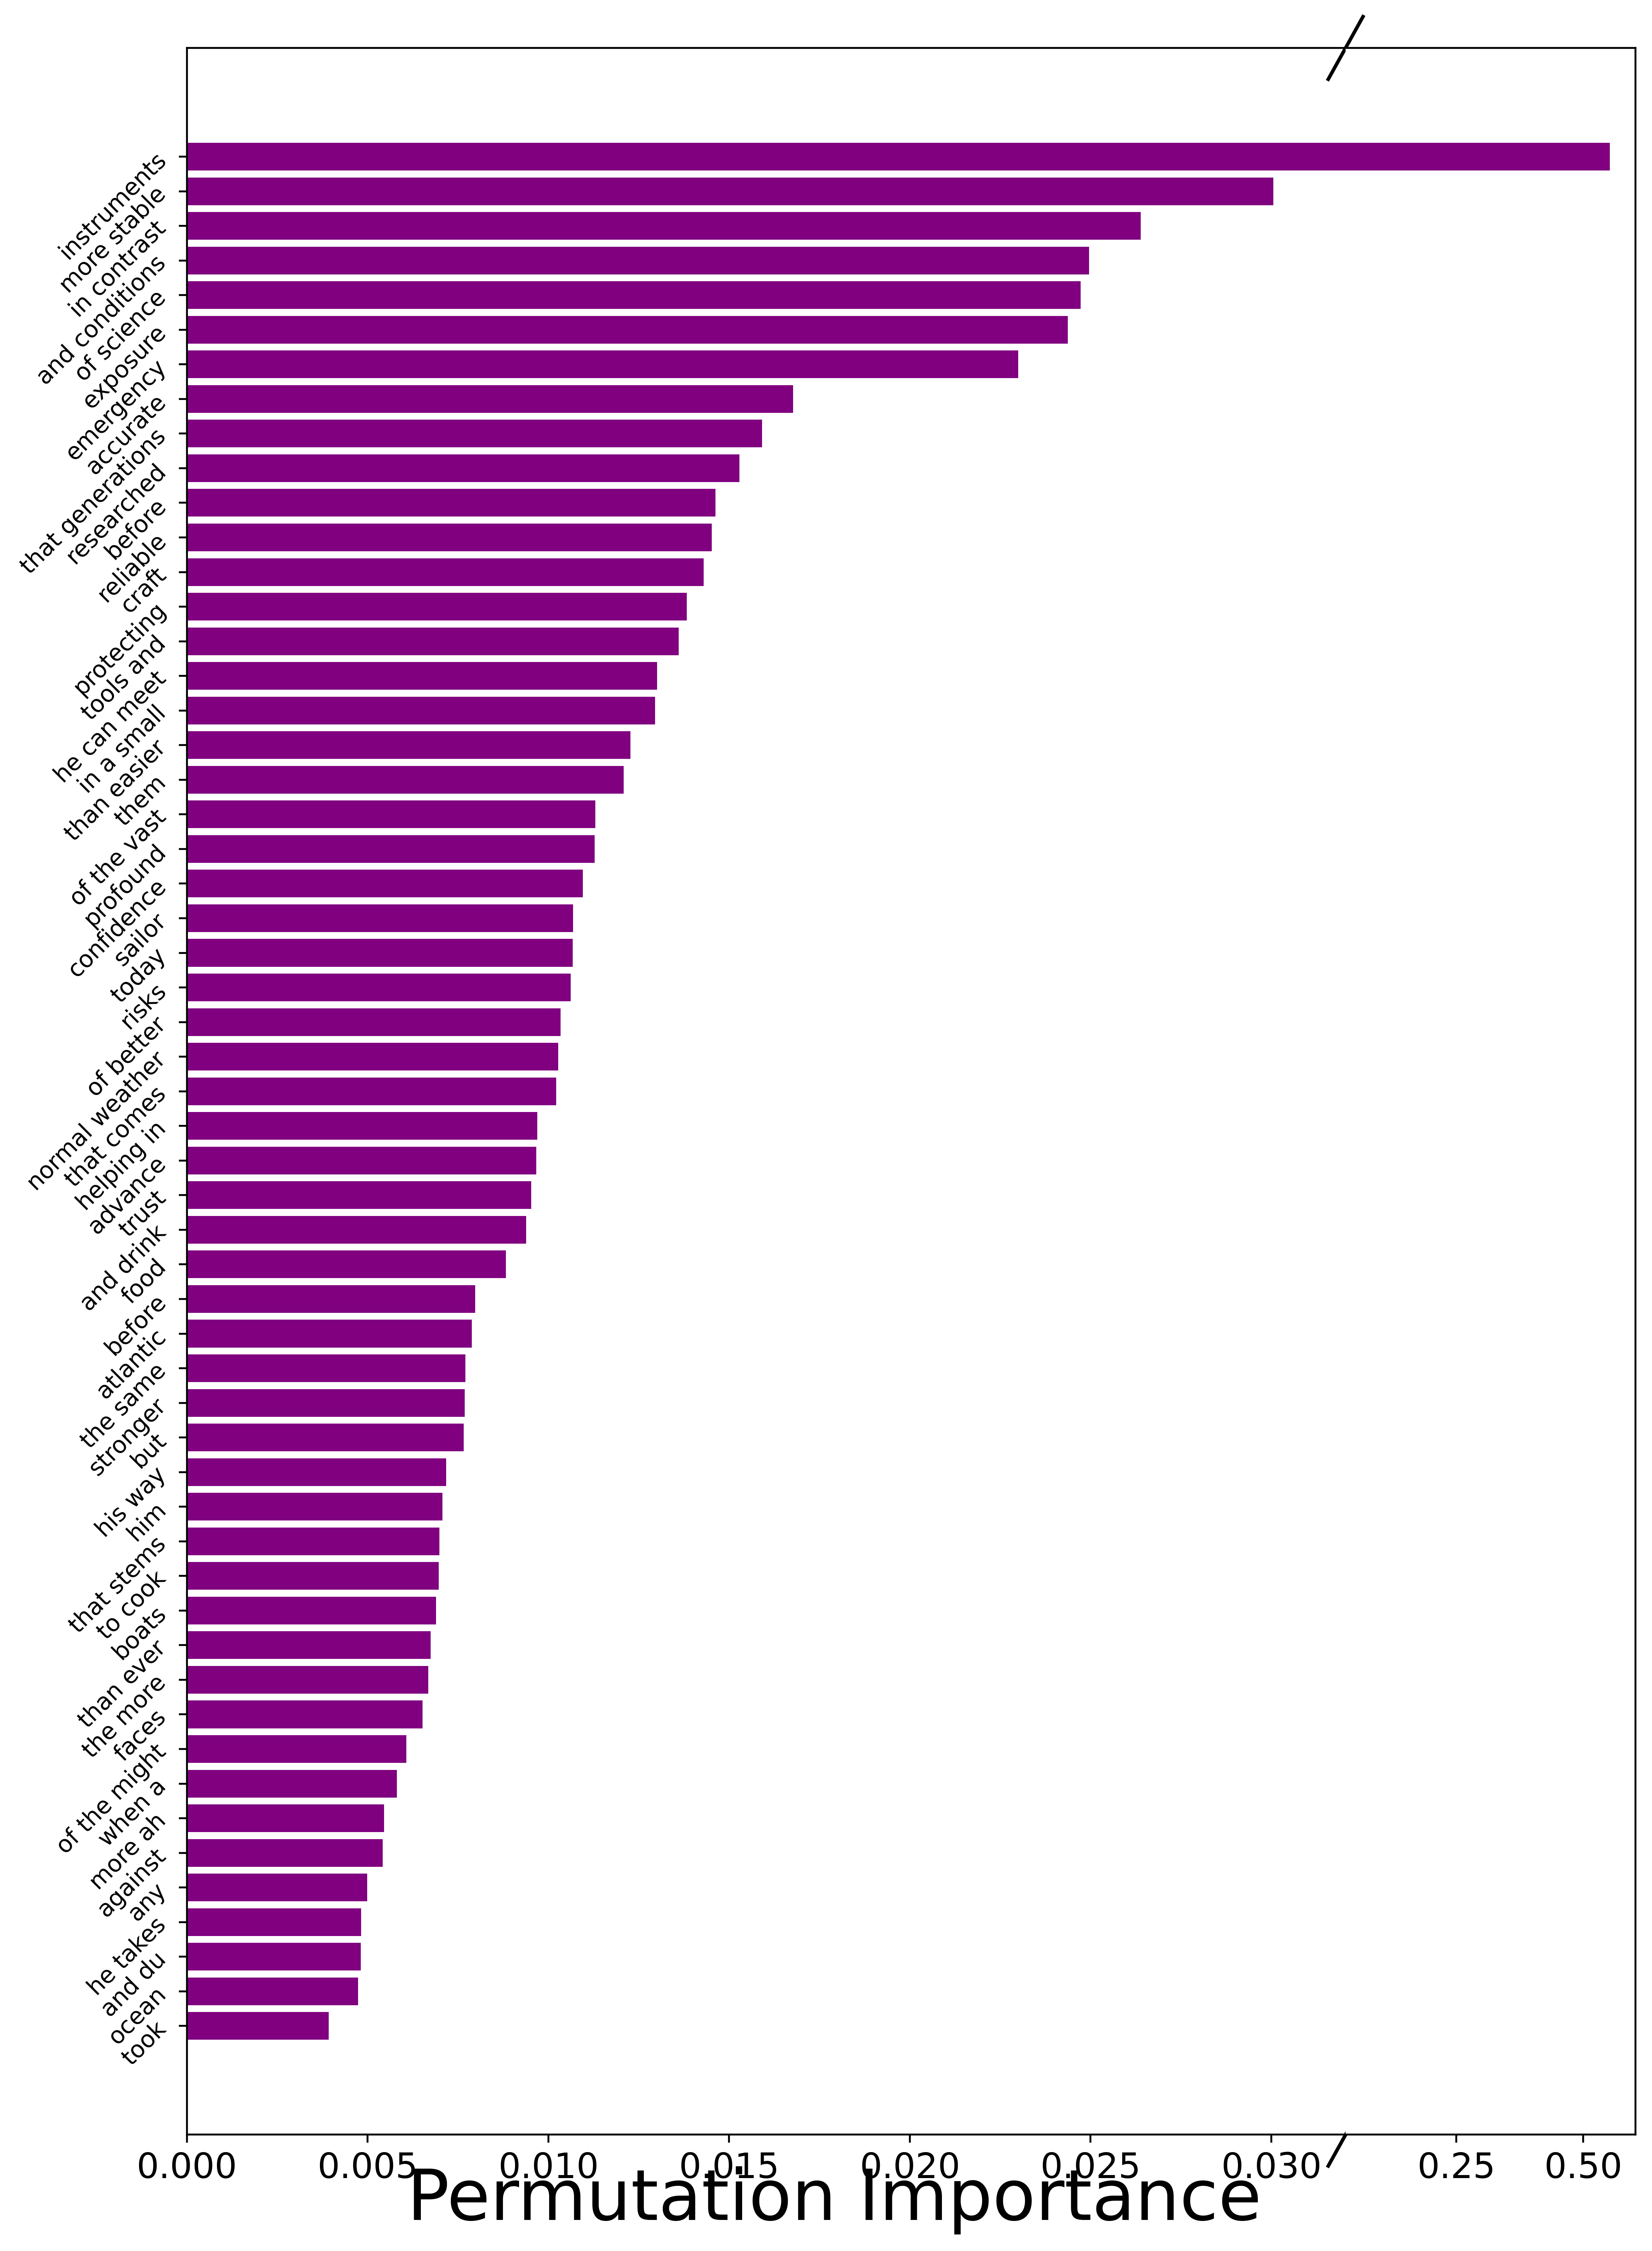 instruments
more stable
in contrast
and conditions
of science
exposure
emergency
accurate
that generations
researched
before
reliable
craft
protecting
tools and
he can meet
in a small
than easier
them
of the vast
profound
confidence
sailor
today
risks
of better
normal weather
that comes
helping in
advance
trust
and drink
food
before
atlantic
the same
stronger
but
his way
him
that stems
to cook
boats
than ever
the more
faces
of the might
when a
more ah
against
any
he takes
and du
ocean
took
0.000 0.005 0.010 0.015 0.020 0.025 0.030 0.25 0.50
Permutation Importance